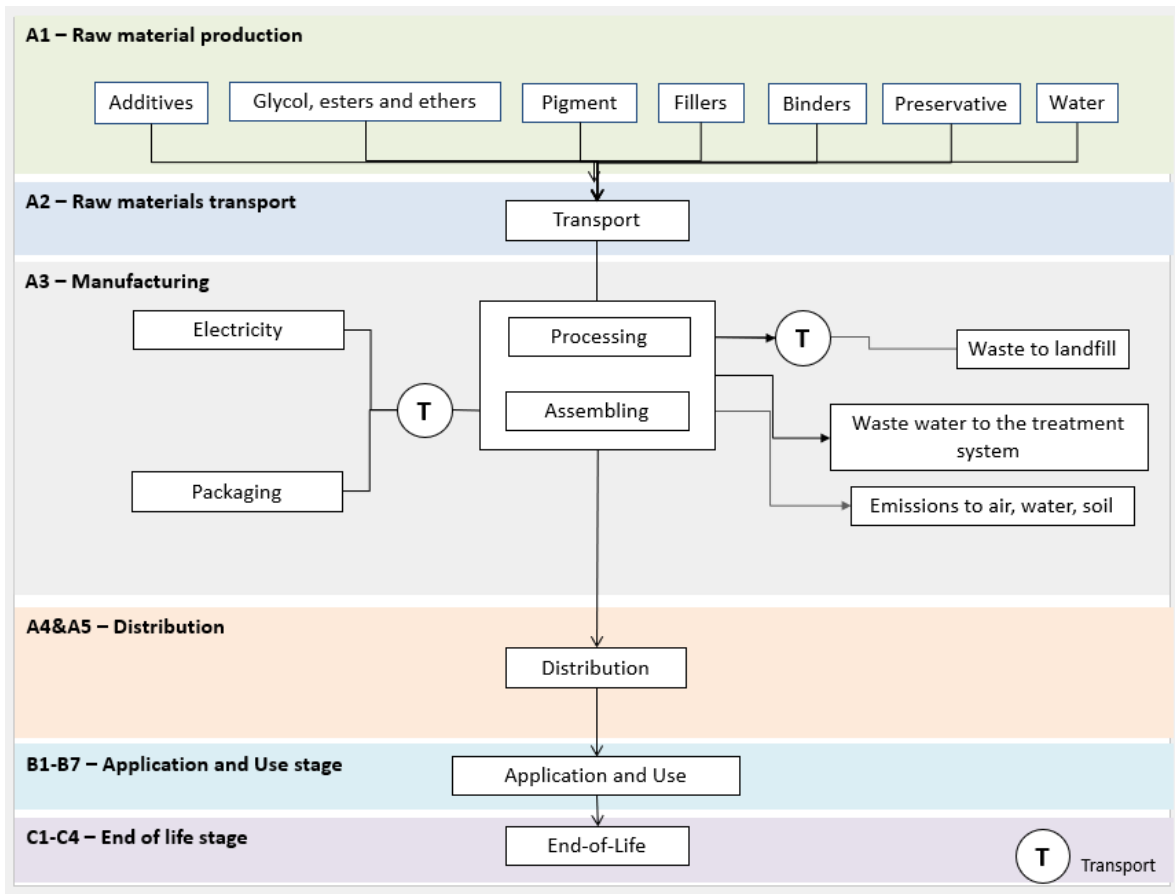 A1 – Raw material production
Additives
Glycol, esters and ethers
Pigment
Fillers
Binders
Preservative
Water
A2 – Raw materials transport
Transport
A3 – Manufacturing
Electricity
Processing
T
Waste to landfill
T
Assembling
Waste water to the treatment
system
Packaging
Emissions to air, water, soil
A4&A5 – Distribution
Distribution
B1-B7 – Application and Use stage
Application and Use
C1-C4 – End of life stage
End-of-Life
T
Transport